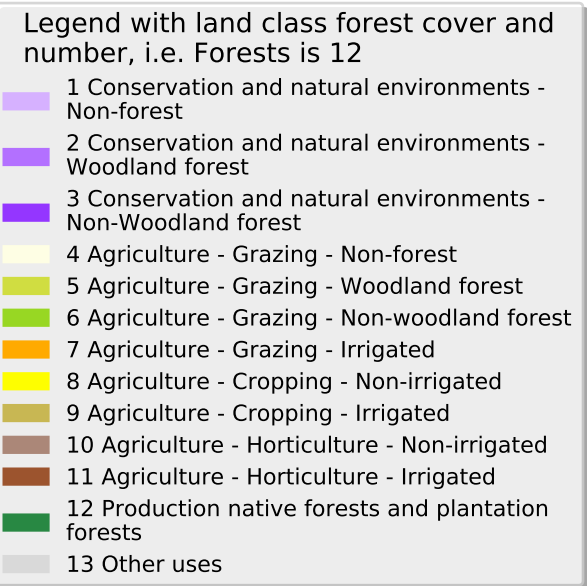 Legend with land class forest cover and
number, i.e. Forests is 12
1 Conservation and natural environments -
Non-forest
2 Conservation and natural environments -
Woodland forest
3 Conservation and natural environments -
Non-Woodland forest
4 Agriculture - Grazing - Non-forest
5 Agriculture - Grazing - Woodland forest
6 Agriculture - Grazing - Non-woodland forest
7 Agriculture - Grazing - Irrigated
8 Agriculture - Cropping - Non-irrigated
9 Agriculture - Cropping - Irrigated
10 Agriculture - Horticulture - Non-irrigated
11 Agriculture - Horticulture - Irrigated
12 Production native forests and plantation
forests
13 Other uses